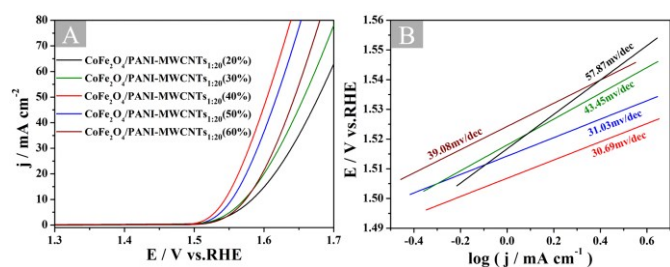 A
CoFe₂O₄/PANI-MWCNTs₁:₂₀(20%)
CoFe₂O₄/PANI-MWCNTs₁:₂₀(30%)
CoFe₂O₄/PANI-MWCNTs₁:₂₀(40%)
CoFe₂O₄/PANI-MWCNTs₁:₂₀(50%)
CoFe₂O₄/PANI-MWCNTs₁:₂₀(60%)
j / mA cm⁻²
80
70
60
50
40
30
20
10
0
1.3 1.4 1.5 1.6 1.7
E / V vs.RHE
B
57.87mv/dec
43.45mv/dec
39.08mv/dec
31.03mv/dec
30.69mv/dec
E / V vs.RHE
1.56
1.55
1.54
1.53
1.52
1.51
1.50
1.49
-0.4 -0.2 0.0 0.2 0.4 0.6
log ( j / mA cm⁻¹)